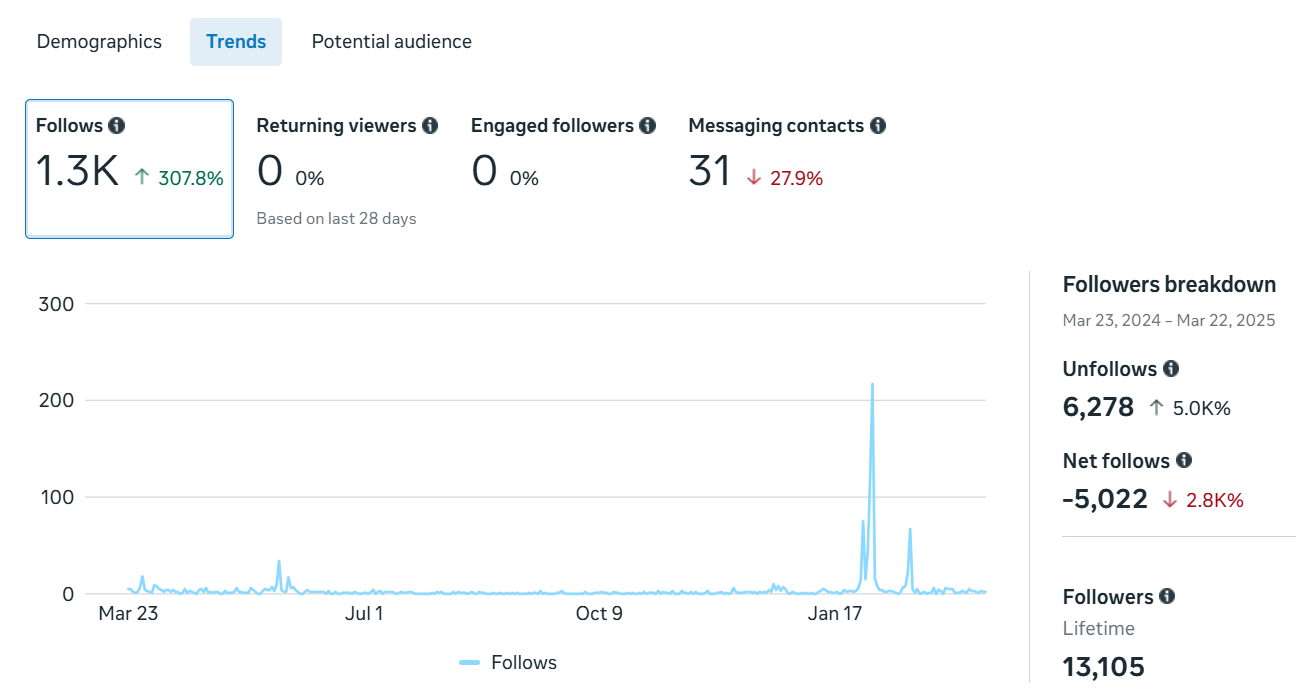 Demographics
Trends
Potential audience
Follows
1.3K ↑ 307.8%
Returning viewers
0 0%
Based on last 28 days
Engaged followers
0 0%
Messaging contacts
31 ↓ 27.9%
300
200
100
0
Mar 23
Jul 1
Oct 9
Jan 17
Follows
Followers breakdown
Mar 23, 2024 – Mar 22, 2025
Unfollows
6,278 ↑ 5.0K%
Net follows
-5,022 ↓ 2.8K%
Followers
Lifetime
13,105